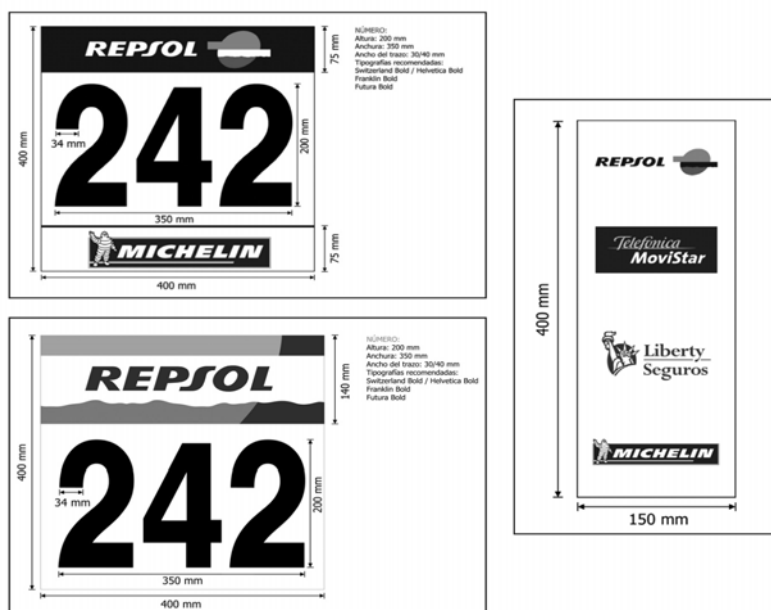 REPSOL
242
34 mm
350 mm
MICHELIN
400 mm
400 mm
75 mm
200 mm
75 mm
NÚMERO:
Altura: 200 mm
Anchura: 350 mm
Ancho del trazo: 30/40 mm
Tipografías recomendadas:
Switzerland Bold / Helvetica Bold
Franklin Bold
Futura Bold
REPSOL
242
34 mm
350 mm
400 mm
400 mm
140 mm
200 mm
NÚMERO:
Altura: 200 mm
Anchura: 350 mm
Ancho del trazo: 30/40 mm
Tipografías recomendadas:
Switzerland Bold / Helvetica Bold
Franklin Bold
Futura Bold
REPSOL
Telefónica
MoviStar
Liberty
Seguros
MICHELIN
400 mm
150 mm